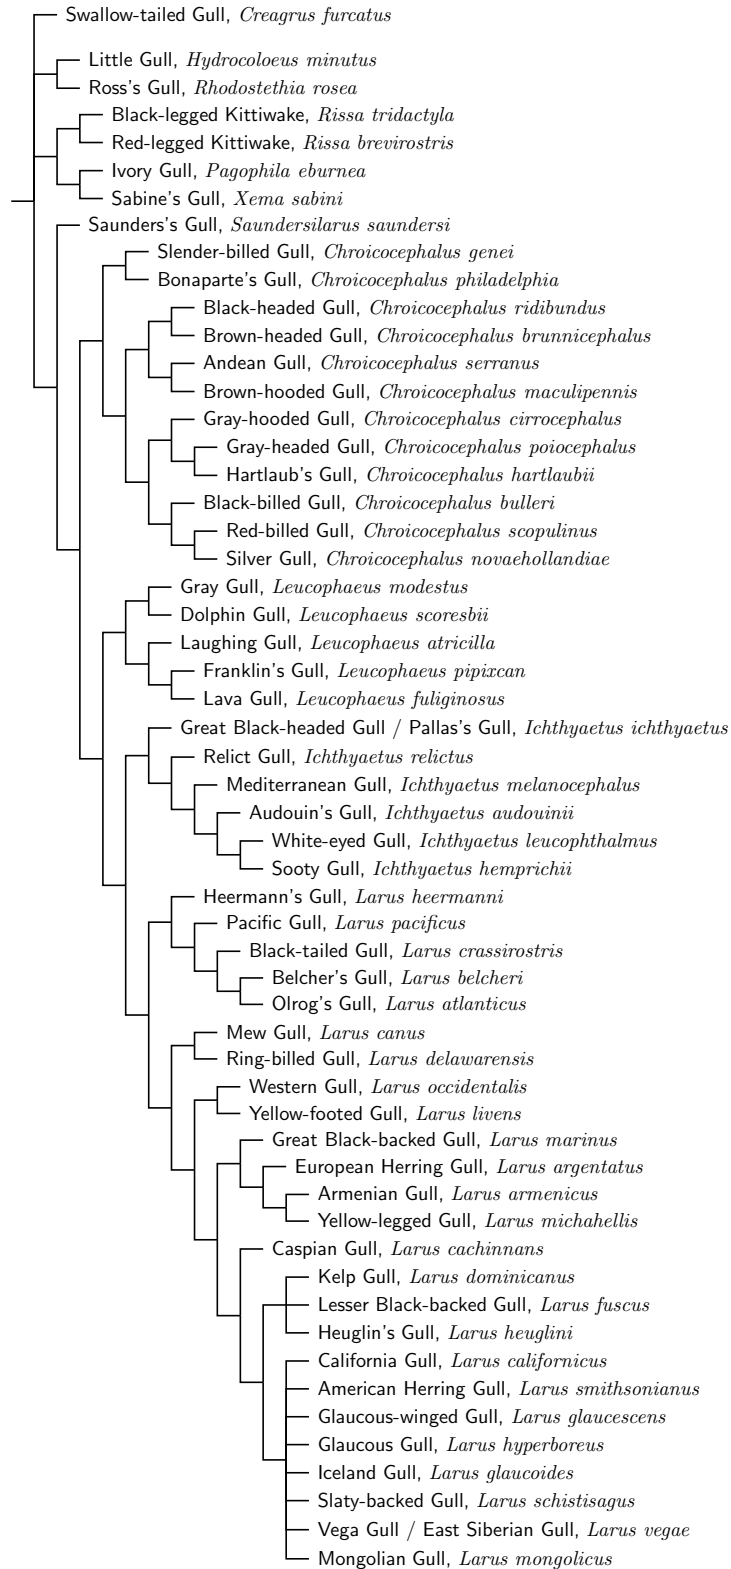 Swallow-tailed Gull, Creagrus furcatus
Little Gull, Hydrocoloeus minutus
Ross's Gull, Rhodostethia rosea
Black-legged Kittiwake, Rissa tridactyla
Red-legged Kittiwake, Rissa brevirostris
Ivory Gull, Pagophila eburnea
Sabine's Gull, Xema sabini
Saunders's Gull, Saundersilarus saundersi
Slender-billed Gull, Chroicocephalus genei
Bonaparte's Gull, Chroicocephalus philadelphia
Black-headed Gull, Chroicocephalus ridibundus
Brown-headed Gull, Chroicocephalus brunnicephalus
Andean Gull, Chroicocephalus serranus
Brown-hooded Gull, Chroicocephalus maculipennis
Gray-hooded Gull, Chroicocephalus cirrocephalus
Gray-headed Gull, Chroicocephalus poiocephalus
Hartlaub's Gull, Chroicocephalus hartlaubii
Black-billed Gull, Chroicocephalus bulleri
Red-billed Gull, Chroicocephalus scopulinus
Silver Gull, Chroicocephalus novaehollandiae
Gray Gull, Leucophaeus modestus
Dolphin Gull, Leucophaeus scoresbii
Laughing Gull, Leucophaeus atricilla
Franklin's Gull, Leucophaeus pipixcan
Lava Gull, Leucophaeus fuliginosus
Great Black-headed Gull / Pallas's Gull, Ichthyaetus ichthyaetus
Relict Gull, Ichthyaetus relictus
Mediterranean Gull, Ichthyaetus melanocephalus
Audouin's Gull, Ichthyaetus audouinii
White-eyed Gull, Ichthyaetus leucophthalmus
Sooty Gull, Ichthyaetus hemprichii
Heermann's Gull, Larus heermanni
Pacific Gull, Larus pacificus
Black-tailed Gull, Larus crassirostris
Belcher's Gull, Larus belcheri
Olrog's Gull, Larus atlanticus
Mew Gull, Larus canus
Ring-billed Gull, Larus delawarensis
Western Gull, Larus occidentalis
Yellow-footed Gull, Larus livens
Great Black-backed Gull, Larus marinus
European Herring Gull, Larus argentatus
Armenian Gull, Larus armenicus
Yellow-legged Gull, Larus michahellis
Caspian Gull, Larus cachinnans
Kelp Gull, Larus dominicanus
Lesser Black-backed Gull, Larus fuscus
Heuglin's Gull, Larus heuglini
California Gull, Larus californicus
American Herring Gull, Larus smithsonianus
Glaucous-winged Gull, Larus glaucescens
Glaucous Gull, Larus hyperboreus
Iceland Gull, Larus glaucoides
Slaty-backed Gull, Larus schistisagus
Vega Gull / East Siberian Gull, Larus vegae
Mongolian Gull, Larus mongolicus